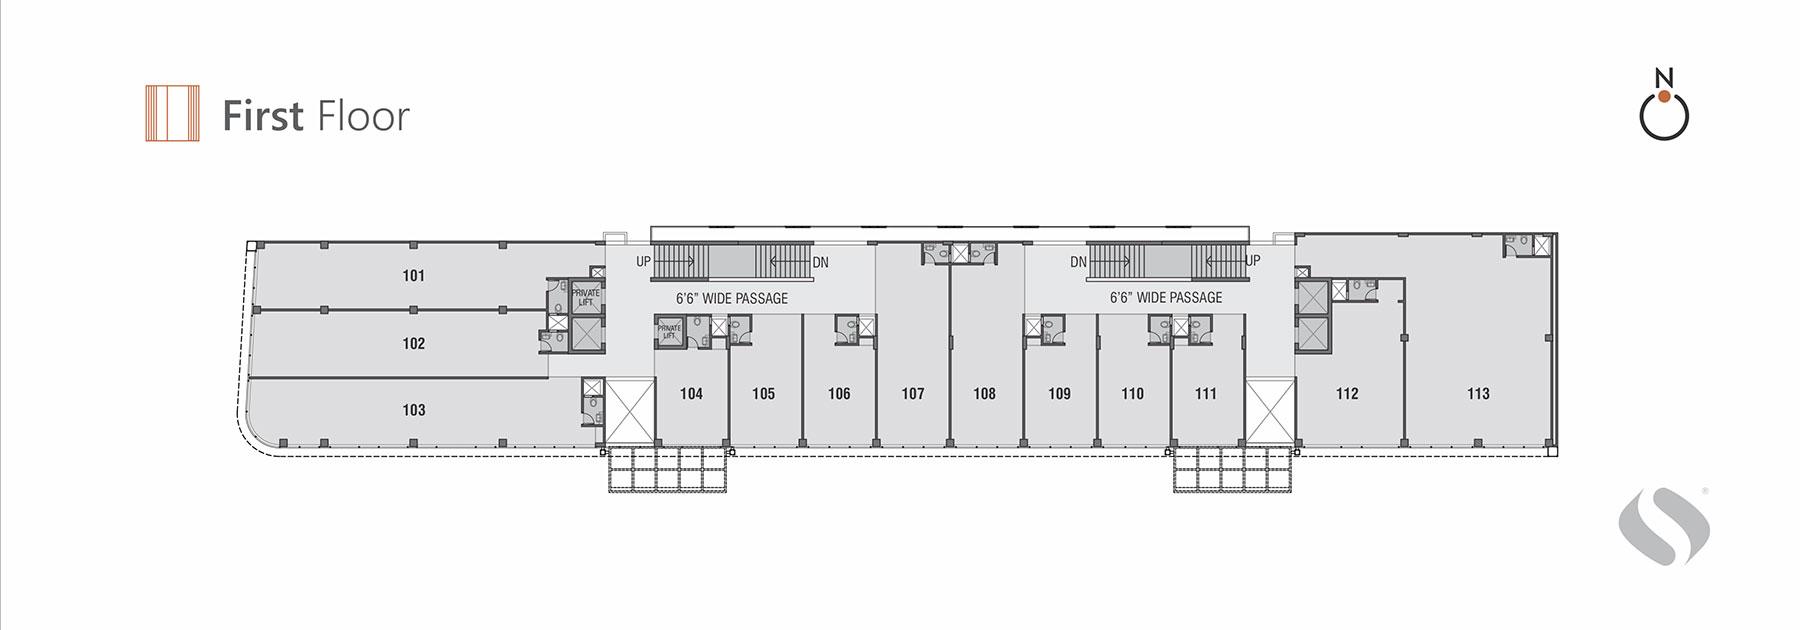 First Floor
N
UP
DN
DN
UP
101
PRIVATE
LIFT
6'6" WIDE PASSAGE
6'6" WIDE PASSAGE
PRIVATE
LIFT
102
103
104
105
106
107
108
109
110
111
112
113
®